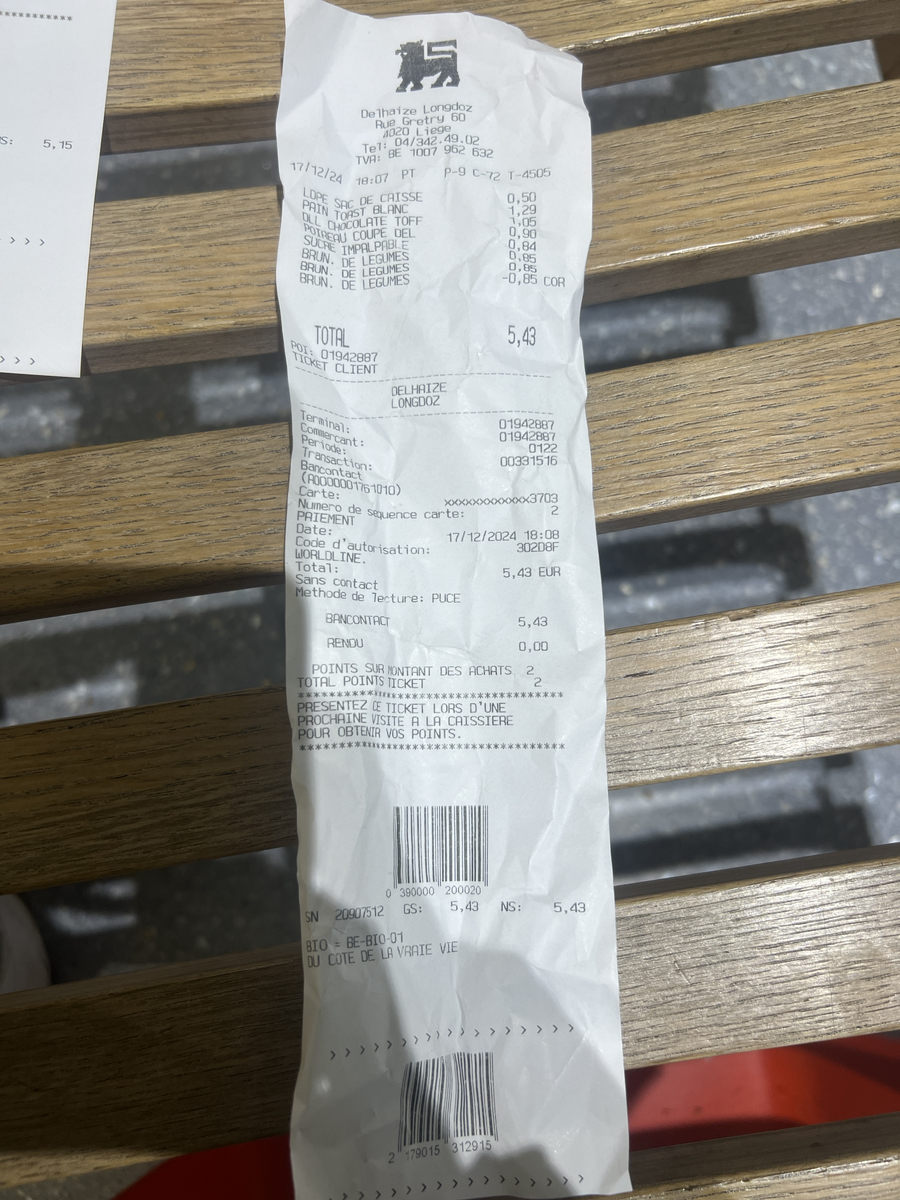 S: 5,15
Delhaize Longdoz
Rue Gretry 60
4020 Liege
Tel: 04/342.49.02
TVA: BE 1007 962 632
17/12/24 18:07 PT P-9 C-72 T-4505
LDPE SAC DE CAISSE 0,50
PAIN TOAST BLANC 1,29
DLL CHOCOLATE TOFF 1,05
POIREAU COUPE DEL 0,90
SUCRE IMPALPABLE 0,84
BRUN. DE LEGUMES 0,85
BRUN. DE LEGUMES 0,85
BRUN. DE LEGUMES -0,85 COR
TOTAL 5,43
POI: 01942887
TICKET CLIENT
DELHAIZE
LONGDOZ
Terminal: 01942887
Commercant: 01942887
Periode: 0122
Transaction: 00331516
Bancontact
(A0000001761010)
Carte: xxxxxxxxxxxxx3703
Numero de sequence carte: 2
PAIEMENT
Date: 17/12/2024 18:08
Code d'autorisation: 302D8F
WORLDLINE.
Total: 5,43 EUR
Sans contact
Methode de lecture: PUCE
BANCONTACT 5,43
RENDU 0,00
POINTS SUR MONTANT DES ACHATS 2
TOTAL POINTS TICKET 2
****************************************
PRESENTEZ CE TICKET LORS D'UNE
PROCHAINE VISITE A LA CAISSIERE
POUR OBTENIR VOS POINTS.
****************************************
0 390000 200020
SN 20907512 GS: 5,43 NS: 5,43
BIO = BE-BIO-01
DU COTE DE LA VRAIE VIE
> > > > > > > > > > > > > > > > > >
2 179015 312915
> > > > > > > > > > > > > > > > > >